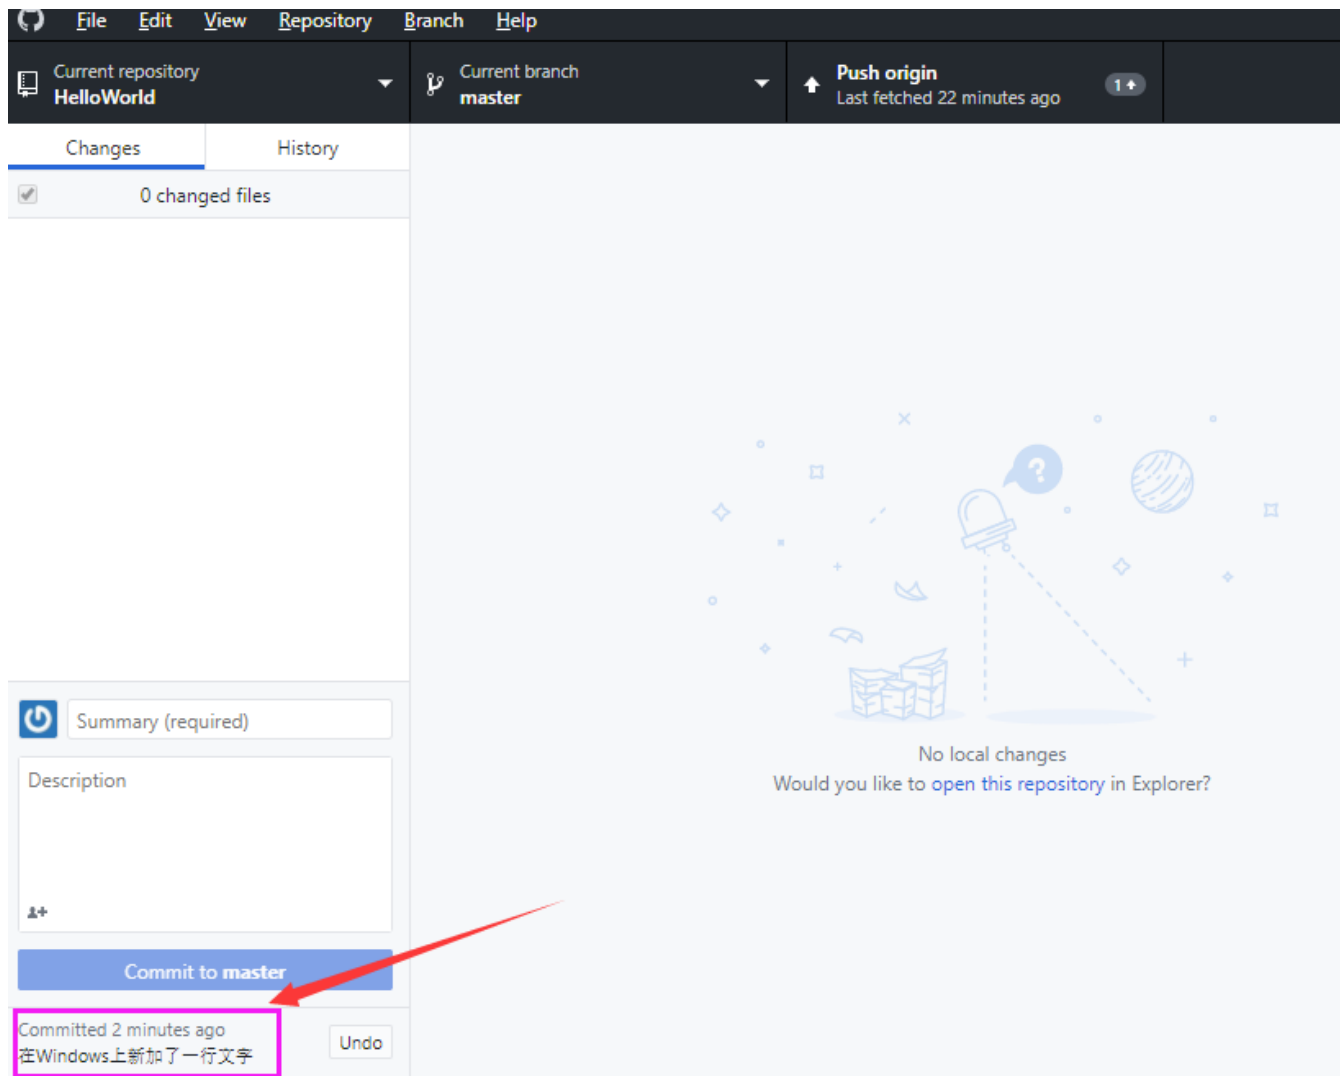 File Edit View Repository Branch Help
Current repository
HelloWorld
Current branch
master
Push origin
Last fetched 22 minutes ago
1
Changes
History
0 changed files
?
No local changes
Would you like to open this repository in Explorer?
Summary (required)
Description
Commit to master
Committed 2 minutes ago
在Windows上新加了一行文字
Undo